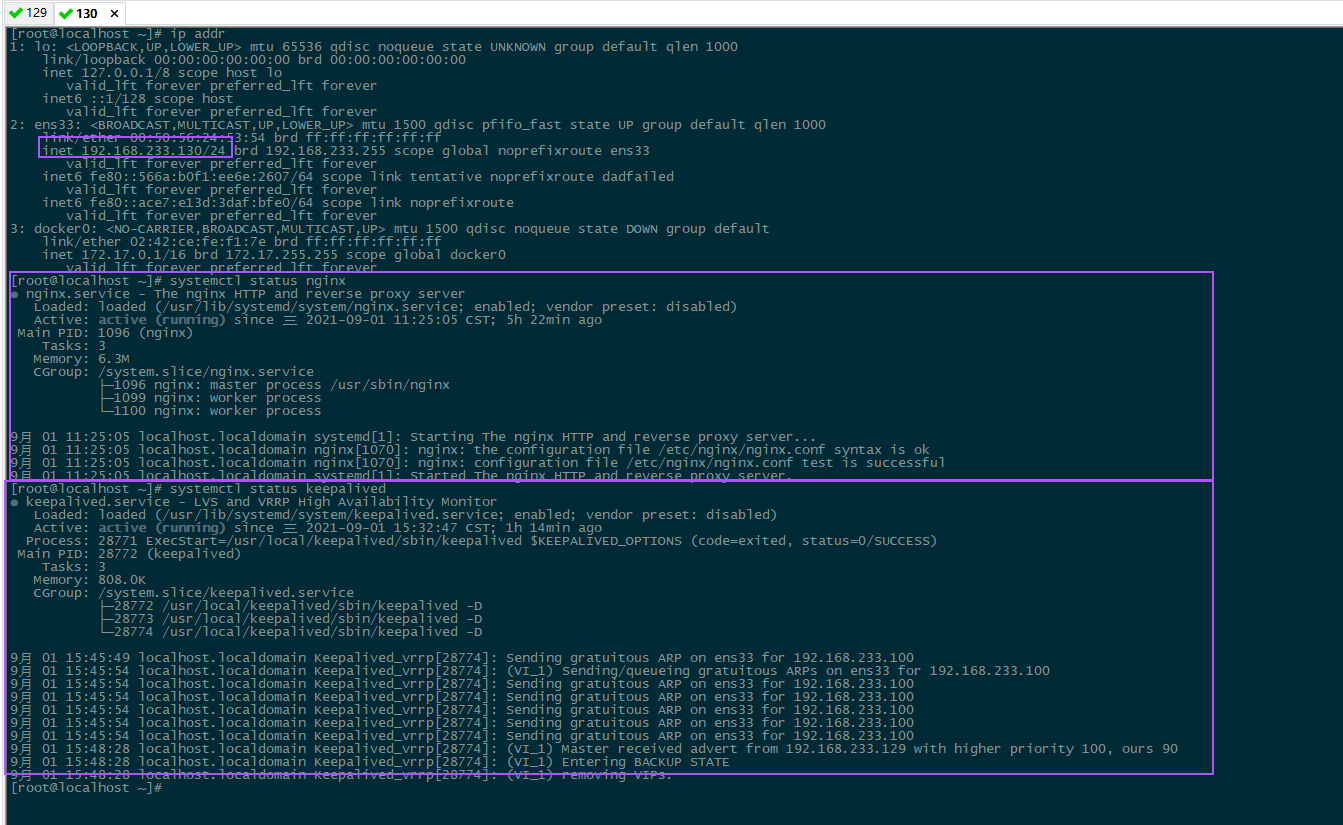 129 130 ×
[root@localhost ~]# ip addr
1: lo: <LOOPBACK,UP,LOWER_UP> mtu 65536 qdisc noqueue state UNKNOWN group default qlen 1000
link/loopback 00:00:00:00:00:00 brd 00:00:00:00:00:00
inet 127.0.0.1/8 scope host lo
valid_lft forever preferred_lft forever
inet6 ::1/128 scope host
valid_lft forever preferred_lft forever
2: ens33: <BROADCAST,MULTICAST,UP,LOWER_UP> mtu 1500 qdisc pfifo_fast state UP group default qlen 1000
link/ether 00:50:56:24:53:54 brd ff:ff:ff:ff:ff:ff
inet 192.168.233.130/24 brd 192.168.233.255 scope global noprefixroute ens33
valid_lft forever preferred_lft forever
inet6 fe80::566a:b0f1:ee6e:2607/64 scope link tentative noprefixroute dadfailed
valid_lft forever preferred_lft forever
inet6 fe80::ace7:e13d:3daf:bfe0/64 scope link noprefixroute
valid_lft forever preferred_lft forever
3: docker0: <NO-CARRIER,BROADCAST,MULTICAST,UP> mtu 1500 qdisc noqueue state DOWN group default
link/ether 02:42:ce:fe:f1:7e brd ff:ff:ff:ff:ff:ff
inet 172.17.0.1/16 brd 172.17.255.255 scope global docker0
valid_lft forever preferred_lft forever
[root@localhost ~]# systemctl status nginx
● nginx.service - The nginx HTTP and reverse proxy server
Loaded: loaded (/usr/lib/systemd/system/nginx.service; enabled; vendor preset: disabled)
Active: active (running) since 三 2021-09-01 11:25:05 CST; 5h 22min ago
Main PID: 1096 (nginx)
Tasks: 3
Memory: 6.3M
CGroup: /system.slice/nginx.service
├─1096 nginx: master process /usr/sbin/nginx
├─1099 nginx: worker process
└─1100 nginx: worker process
9月 01 11:25:05 localhost.localdomain systemd[1]: Starting The nginx HTTP and reverse proxy server...
9月 01 11:25:05 localhost.localdomain nginx[1070]: nginx: the configuration file /etc/nginx/nginx.conf syntax is ok
9月 01 11:25:05 localhost.localdomain nginx[1070]: nginx: configuration file /etc/nginx/nginx.conf test is successful
9月 01 11:25:05 localhost.localdomain systemd[1]: Started The nginx HTTP and reverse proxy server.
[root@localhost ~]# systemctl status keepalived
● keepalived.service - LVS and VRRP High Availability Monitor
Loaded: loaded (/usr/lib/systemd/system/keepalived.service; enabled; vendor preset: disabled)
Active: active (running) since 三 2021-09-01 15:32:47 CST; 1h 14min ago
Process: 28771 ExecStart=/usr/local/keepalived/sbin/keepalived $KEEPALIVED_OPTIONS (code=exited, status=0/SUCCESS)
Main PID: 28772 (keepalived)
Tasks: 3
Memory: 808.0K
CGroup: /system.slice/keepalived.service
├─28772 /usr/local/keepalived/sbin/keepalived -D
├─28773 /usr/local/keepalived/sbin/keepalived -D
└─28774 /usr/local/keepalived/sbin/keepalived -D
9月 01 15:45:49 localhost.localdomain Keepalived_vrrp[28774]: Sending gratuitous ARP on ens33 for 192.168.233.100
9月 01 15:45:54 localhost.localdomain Keepalived_vrrp[28774]: (VI_1) Sending/queueing gratuitous ARPs on ens33 for 192.168.233.100
9月 01 15:45:54 localhost.localdomain Keepalived_vrrp[28774]: Sending gratuitous ARP on ens33 for 192.168.233.100
9月 01 15:45:54 localhost.localdomain Keepalived_vrrp[28774]: Sending gratuitous ARP on ens33 for 192.168.233.100
9月 01 15:45:54 localhost.localdomain Keepalived_vrrp[28774]: Sending gratuitous ARP on ens33 for 192.168.233.100
9月 01 15:45:54 localhost.localdomain Keepalived_vrrp[28774]: Sending gratuitous ARP on ens33 for 192.168.233.100
9月 01 15:45:54 localhost.localdomain Keepalived_vrrp[28774]: Sending gratuitous ARP on ens33 for 192.168.233.100
9月 01 15:48:28 localhost.localdomain Keepalived_vrrp[28774]: (VI_1) Master received advert from 192.168.233.129 with higher priority 100, ours 90
9月 01 15:48:28 localhost.localdomain Keepalived_vrrp[28774]: (VI_1) Entering BACKUP STATE
9月 01 15:48:28 localhost.localdomain Keepalived_vrrp[28774]: (VI_1) removing VIPs.
[root@localhost ~]#